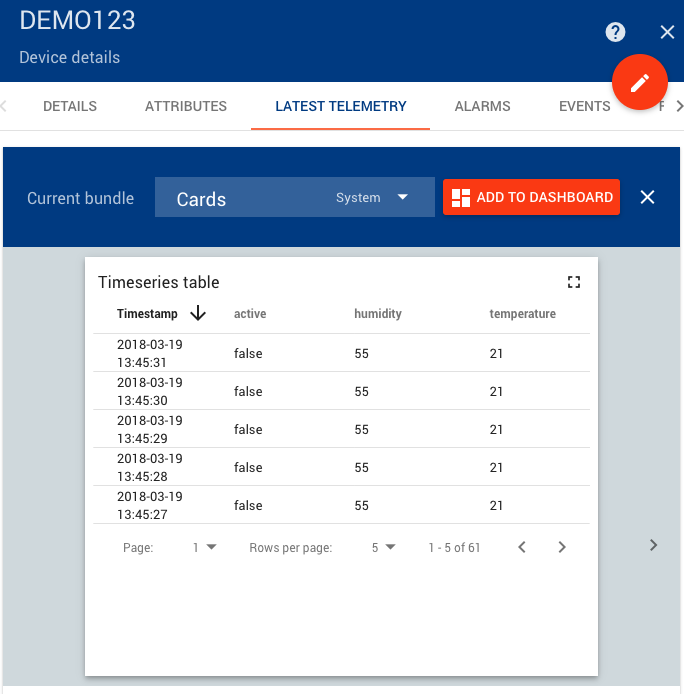 DEMO123
Device details
DETAILS ATTRIBUTES LATEST TELEMETRY ALARMS EVENTS
Current bundle Cards System ADD TO DASHBOARD
Timeseries table
Timestamp active humidity temperature
2018-03-19
13:45:31 false 55 21
2018-03-19
13:45:30 false 55 21
2018-03-19
13:45:29 false 55 21
2018-03-19
13:45:28 false 55 21
2018-03-19
13:45:27 false 55 21
Page: 1 Rows per page: 5 1 - 5 of 61